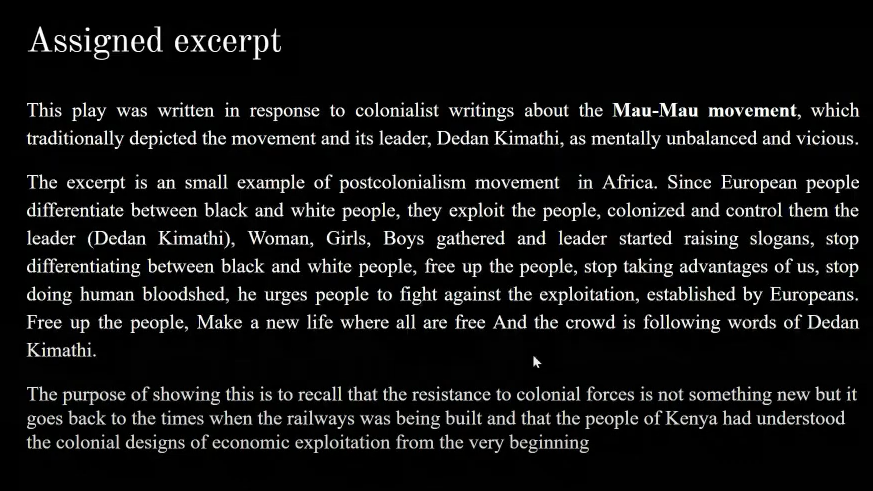 Assigned excerpt
This play was written in response to colonialist writings about the Mau-Mau movement, which
traditionally depicted the movement and its leader, Dedan Kimathi, as mentally unbalanced and vicious.
The excerpt is an small example of postcolonialism movement in Africa. Since European people
differentiate between black and white people, they exploit the people, colonized and control them the
leader (Dedan Kimathi), Woman, Girls, Boys gathered and leader started raising slogans, stop
differentiating between black and white people, free up the people, stop taking advantages of us, stop
doing human bloodshed, he urges people to fight against the exploitation, established by Europeans.
Free up the people, Make a new life where all are free And the crowd is following words of Dedan
Kimathi.
The purpose of showing this is to recall that the resistance to colonial forces is not something new but it
goes back to the times when the railways was being built and that the people of Kenya had understood
the colonial designs of economic exploitation from the very beginning